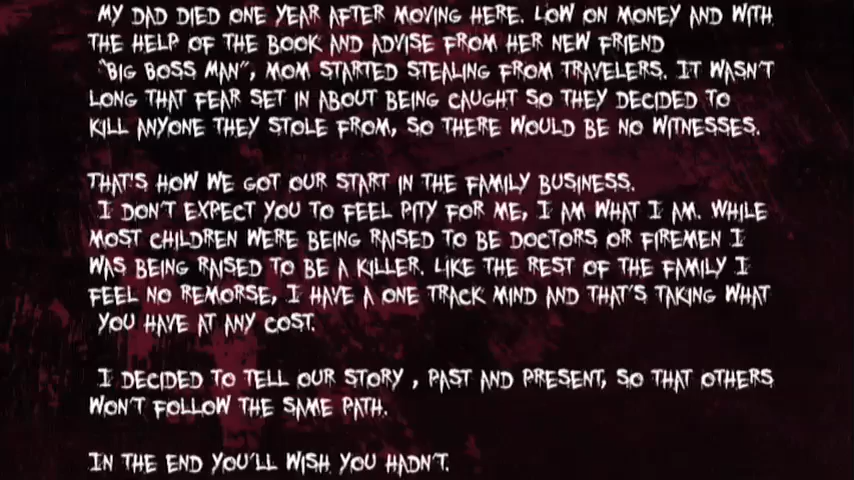 MY DAD DIED ONE YEAR AFTER MOVING HERE. LOW ON MONEY AND WITH
THE HELP OF THE BOOK AND ADVISE FROM HER NEW FRIEND
"BIG BOSS MAN", MOM STARTED STEALING FROM TRAVELERS. IT WASN'T
LONG THAT FEAR SET IN ABOUT BEING CAUGHT SO THEY DECIDED TO
KILL ANYONE THEY STOLE FROM, SO THERE WOULD BE NO WITNESSES.
THAT'S HOW WE GOT OUR START IN THE FAMILY BUSINESS.
I DON'T EXPECT YOU TO FEEL PITY FOR ME, I AM WHAT I AM. WHILE
MOST CHILDREN WERE BEING RAISED TO BE DOCTORS OR FIREMEN I
WAS BEING RAISED TO BE A KILLER. LIKE THE REST OF THE FAMILY I
FEEL NO REMORSE, I HAVE A ONE TRACK MIND AND THAT'S TAKING WHAT
YOU HAVE AT ANY COST.
I DECIDED TO TELL OUR STORY , PAST AND PRESENT, SO THAT OTHERS
WON'T FOLLOW THE SAME PATH.
IN THE END YOU'LL WISH YOU HADN'T.